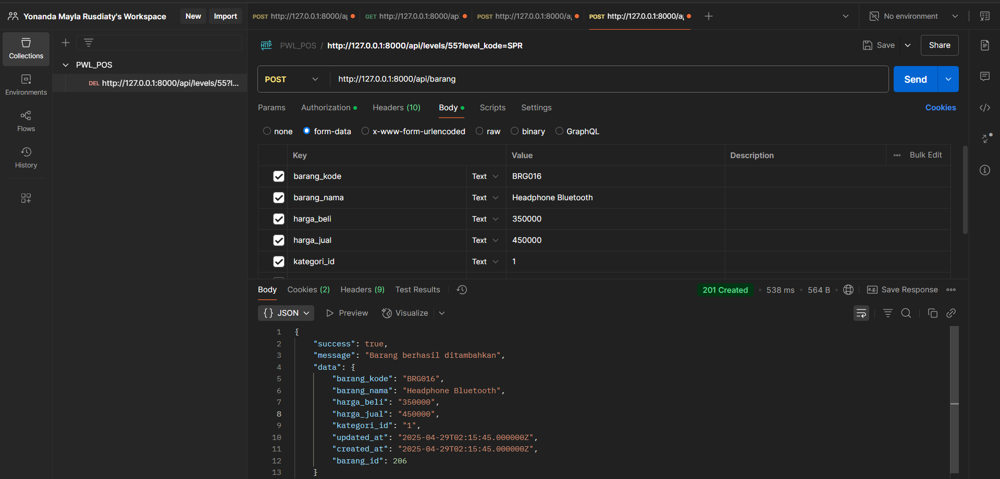 Yonanda Mayla Rusdiaty's Workspace
New
Import
POST http://127.0.0.1:8000/a
GET http://127.0.0.1:8000/ap
POST http://127.0.0.1:8000/a
POST http://127.0.0.1:8000/a
No environment
Collections
PWL_POS
DEL http://127.0.0.1:8000/api/levels/55?l...
Environments
Flows
History
HTTP PWL_POS / http://127.0.0.1:8000/api/levels/55?level_kode=SPR
Save
Share
POST
http://127.0.0.1:8000/api/barang
Send
Params
Authorization
Headers (10)
Body
Scripts
Settings
Cookies
none
form-data
x-www-form-urlencoded
raw
binary
GraphQL
Key
Value
Description
Bulk Edit
barang_kode Text BRG016
barang_nama Text Headphone Bluetooth
harga_beli Text 350000
harga_jual Text 450000
kategori_id Text 1
Body
Cookies (2)
Headers (9)
Test Results
201 Created
538 ms
564 B
e.g.
Save Response
{} JSON
Preview
Visualize
1 {
2 "success": true,
3 "message": "Barang berhasil ditambahkan",
4 "data": {
5 "barang_kode": "BRG016",
6 "barang_nama": "Headphone Bluetooth",
7 "harga_beli": "350000",
8 "harga_jual": "450000",
9 "kategori_id": "1",
10 "updated_at": "2025-04-29T02:15:45.000000Z",
11 "created_at": "2025-04-29T02:15:45.000000Z",
12 "barang_id": 206
13 }